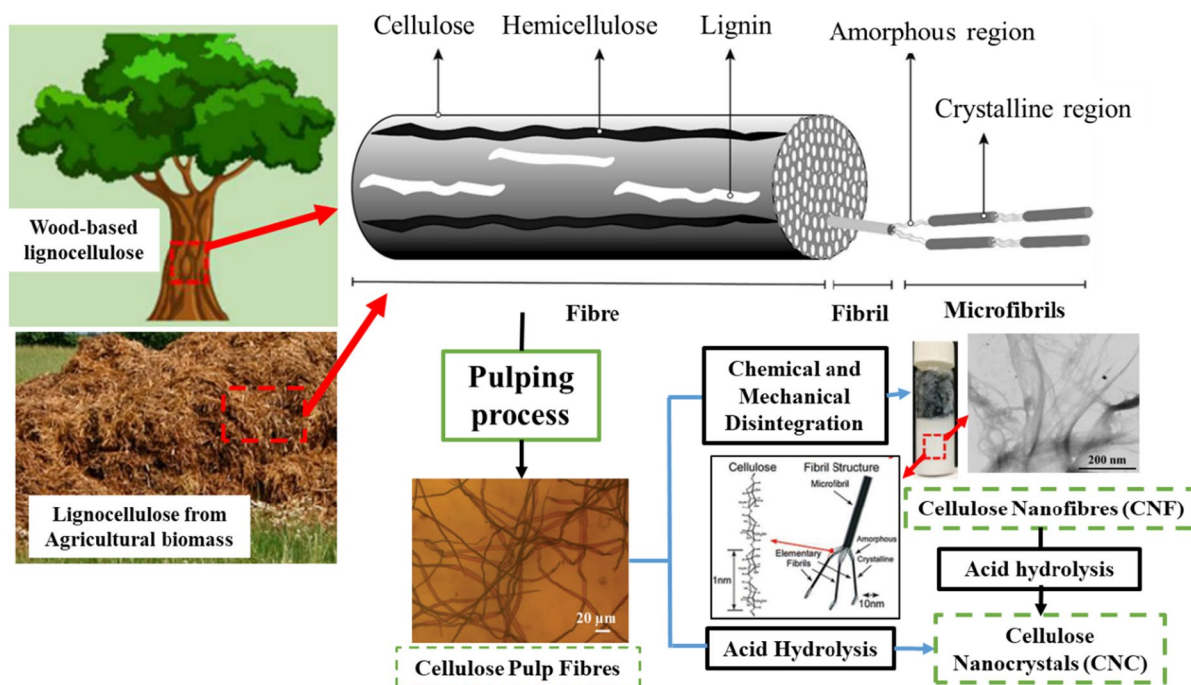 Cellulose
Hemicellulose
Lignin
Amorphous region
Crystalline region
Wood-based
lignocellulose
Fibre
Fibril
Microfibrils
Lignocellulose from
Agricultural biomass
Pulping
process
20 µm
Cellulose Pulp Fibres
Chemical and
Mechanical
Disintegration
200 nm
Cellulose
Fibril Structure
Microfibril
Amorphous
Crystalline
Elementary
Fibrils
1nm
10nm
Cellulose Nanofibres (CNF)
Acid hydrolysis
Acid Hydrolysis
Cellulose
Nanocrystals (CNC)